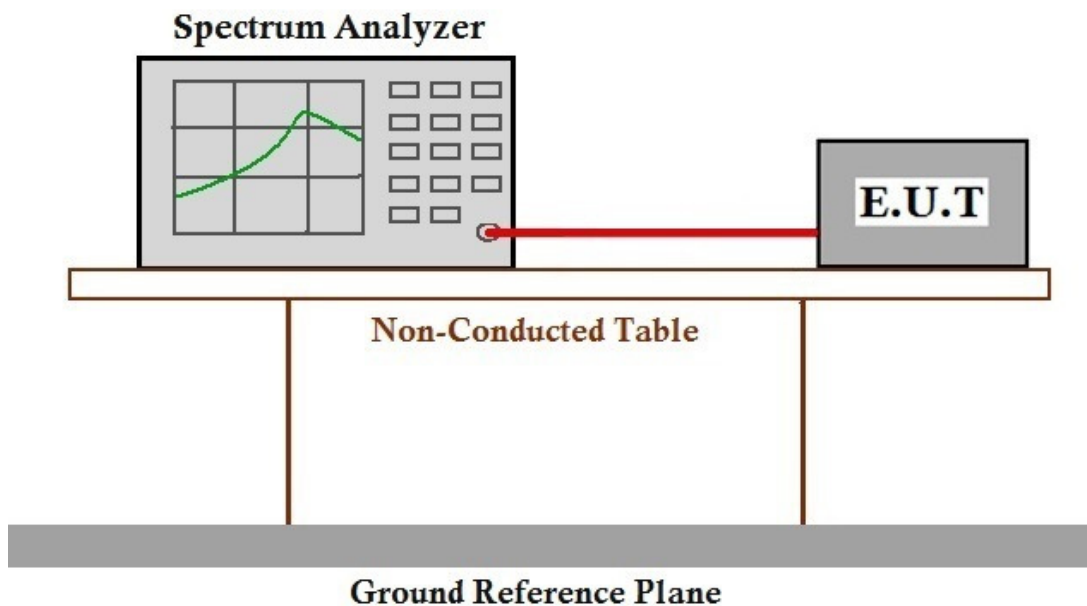 Spectrum Analyzer
E.U.T
Non-Conducted Table
Ground Reference Plane